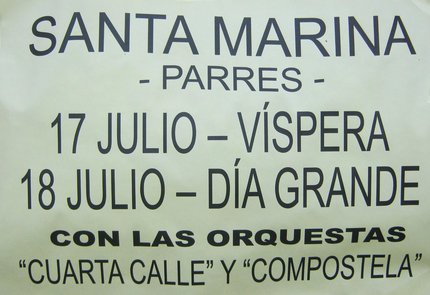 SANTA MARINA
- PARRES -
17 JULIO – VÍSPERA
18 JULIO – DÍA GRANDE
CON LAS ORQUESTAS
“CUARTA CALLE” Y “COMPOSTELA”